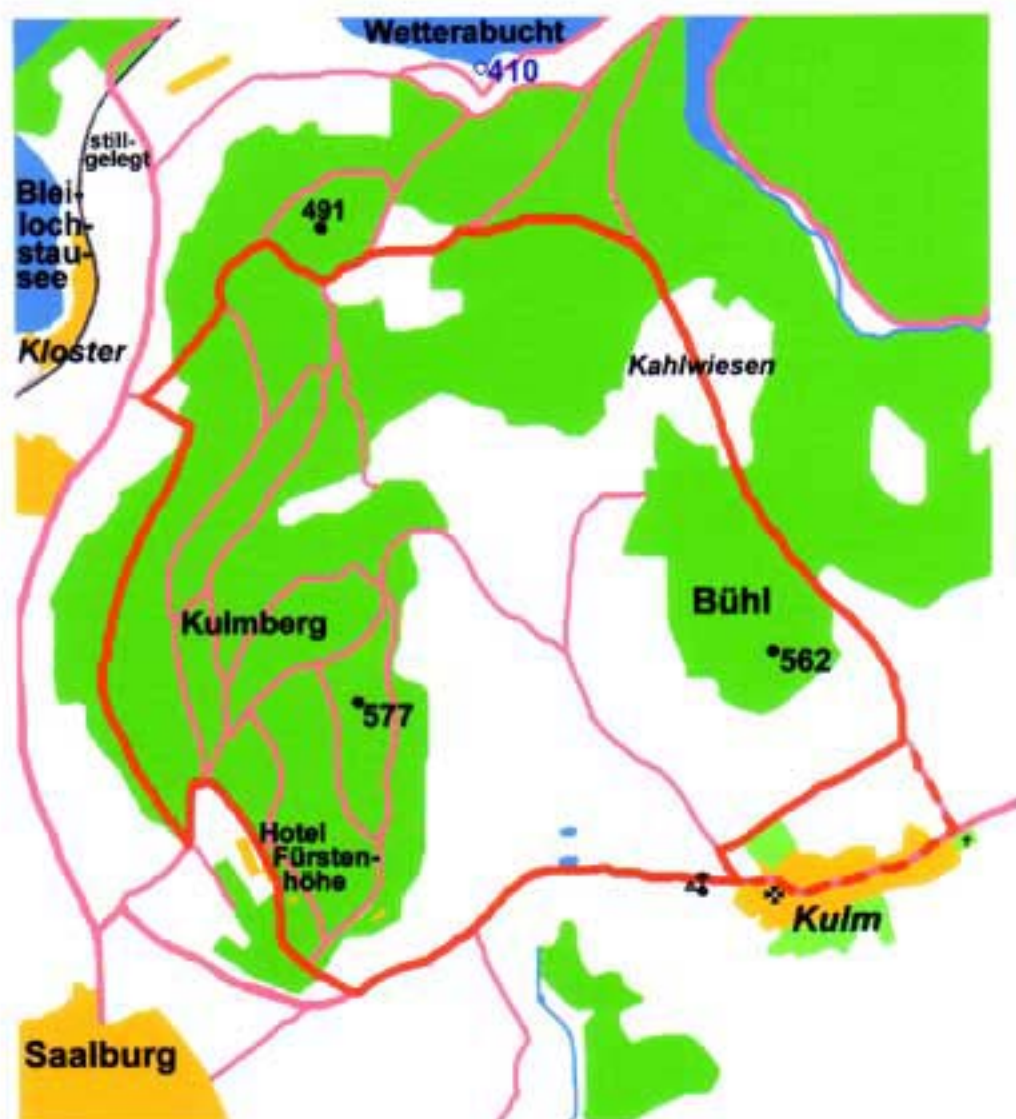 Wetterabucht
410
still-
gelegt
Blei-
loch-
stau-
see
491
Kloster
Kahlwiesen
Bühl
Kulmberg
562
577
Hotel
Fürsten-
höhe
Kulm
Saalburg